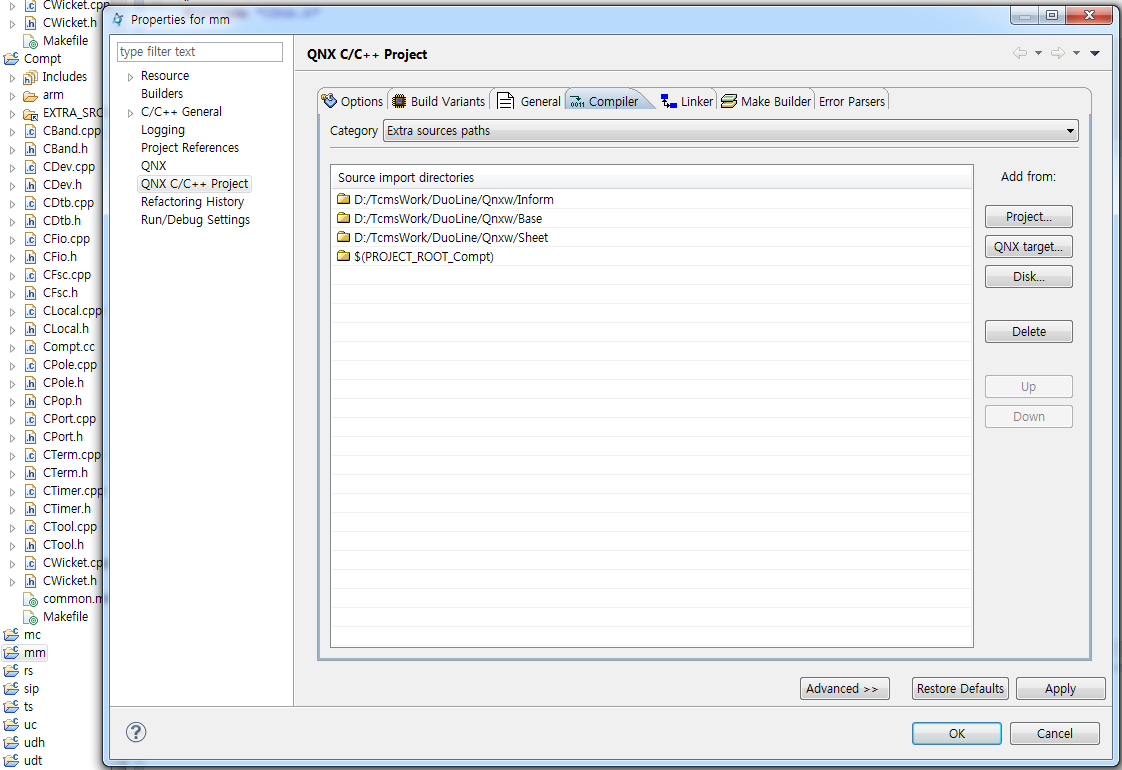 CWicket.cpp
CWicket.h
Makefile
Compt
Includes
arm
EXTRA_SRC
CBand.cpp
CBand.h
CDev.cpp
CDev.h
CDtb.cpp
CDtb.h
CFio.cpp
CFio.h
CFsc.cpp
CFsc.h
CLocal.cpp
CLocal.h
Compt.cc
CPole.cpp
CPole.h
CPop.h
CPort.cpp
CPort.h
CTerm.cpp
CTerm.h
CTimer.cpp
CTimer.h
CTool.cpp
CTool.h
CWicket.cp
CWicket.h
common.m
Makefile
mc
mm
rs
sip
ts
uc
udh
udt
Properties for mm
type filter text
Resource
Builders
C/C++ General
Logging
Project References
QNX
QNX C/C++ Project
Refactoring History
Run/Debug Settings
QNX C/C++ Project
Options Build Variants General Compiler Linker Make Builder Error Parsers
Category Extra sources paths
Source import directories
D:/TcmsWork/DuoLine/Qnxw/Inform
D:/TcmsWork/DuoLine/Qnxw/Base
D:/TcmsWork/DuoLine/Qnxw/Sheet
$(PROJECT_ROOT_Compt)
Add from:
Project...
QNX target...
Disk...
Delete
Up
Down
Advanced >>
Restore Defaults
Apply
OK
Cancel